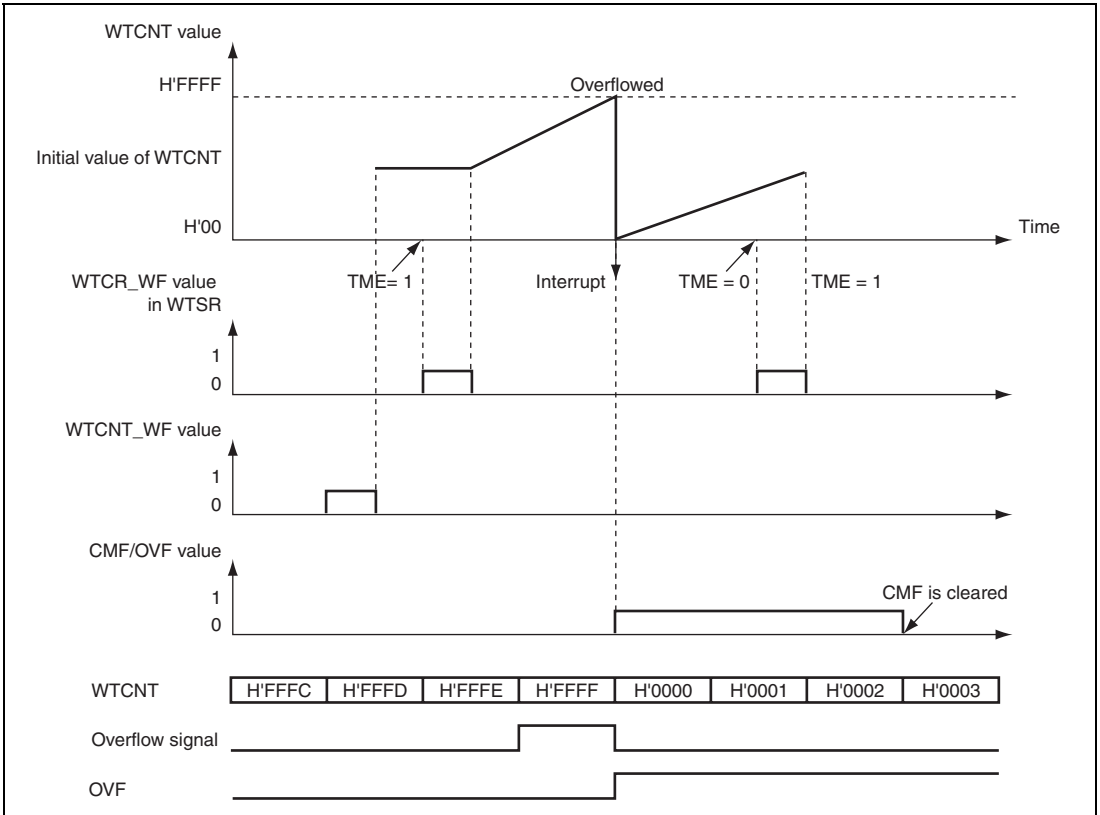 WTCNT value
H'FFFF
Overflowed
Initial value of WTCNT
H'00
Time
WTCR_WF value
in WTSR
TME= 1
Interrupt
TME = 0
TME = 1
1
0
WTCNT_WF value
1
0
CMF/OVF value
1
0
CMF is cleared
WTCNT H'FFFC H'FFFD H'FFFE H'FFFF H'0000 H'0001 H'0002 H'0003
Overflow signal
OVF